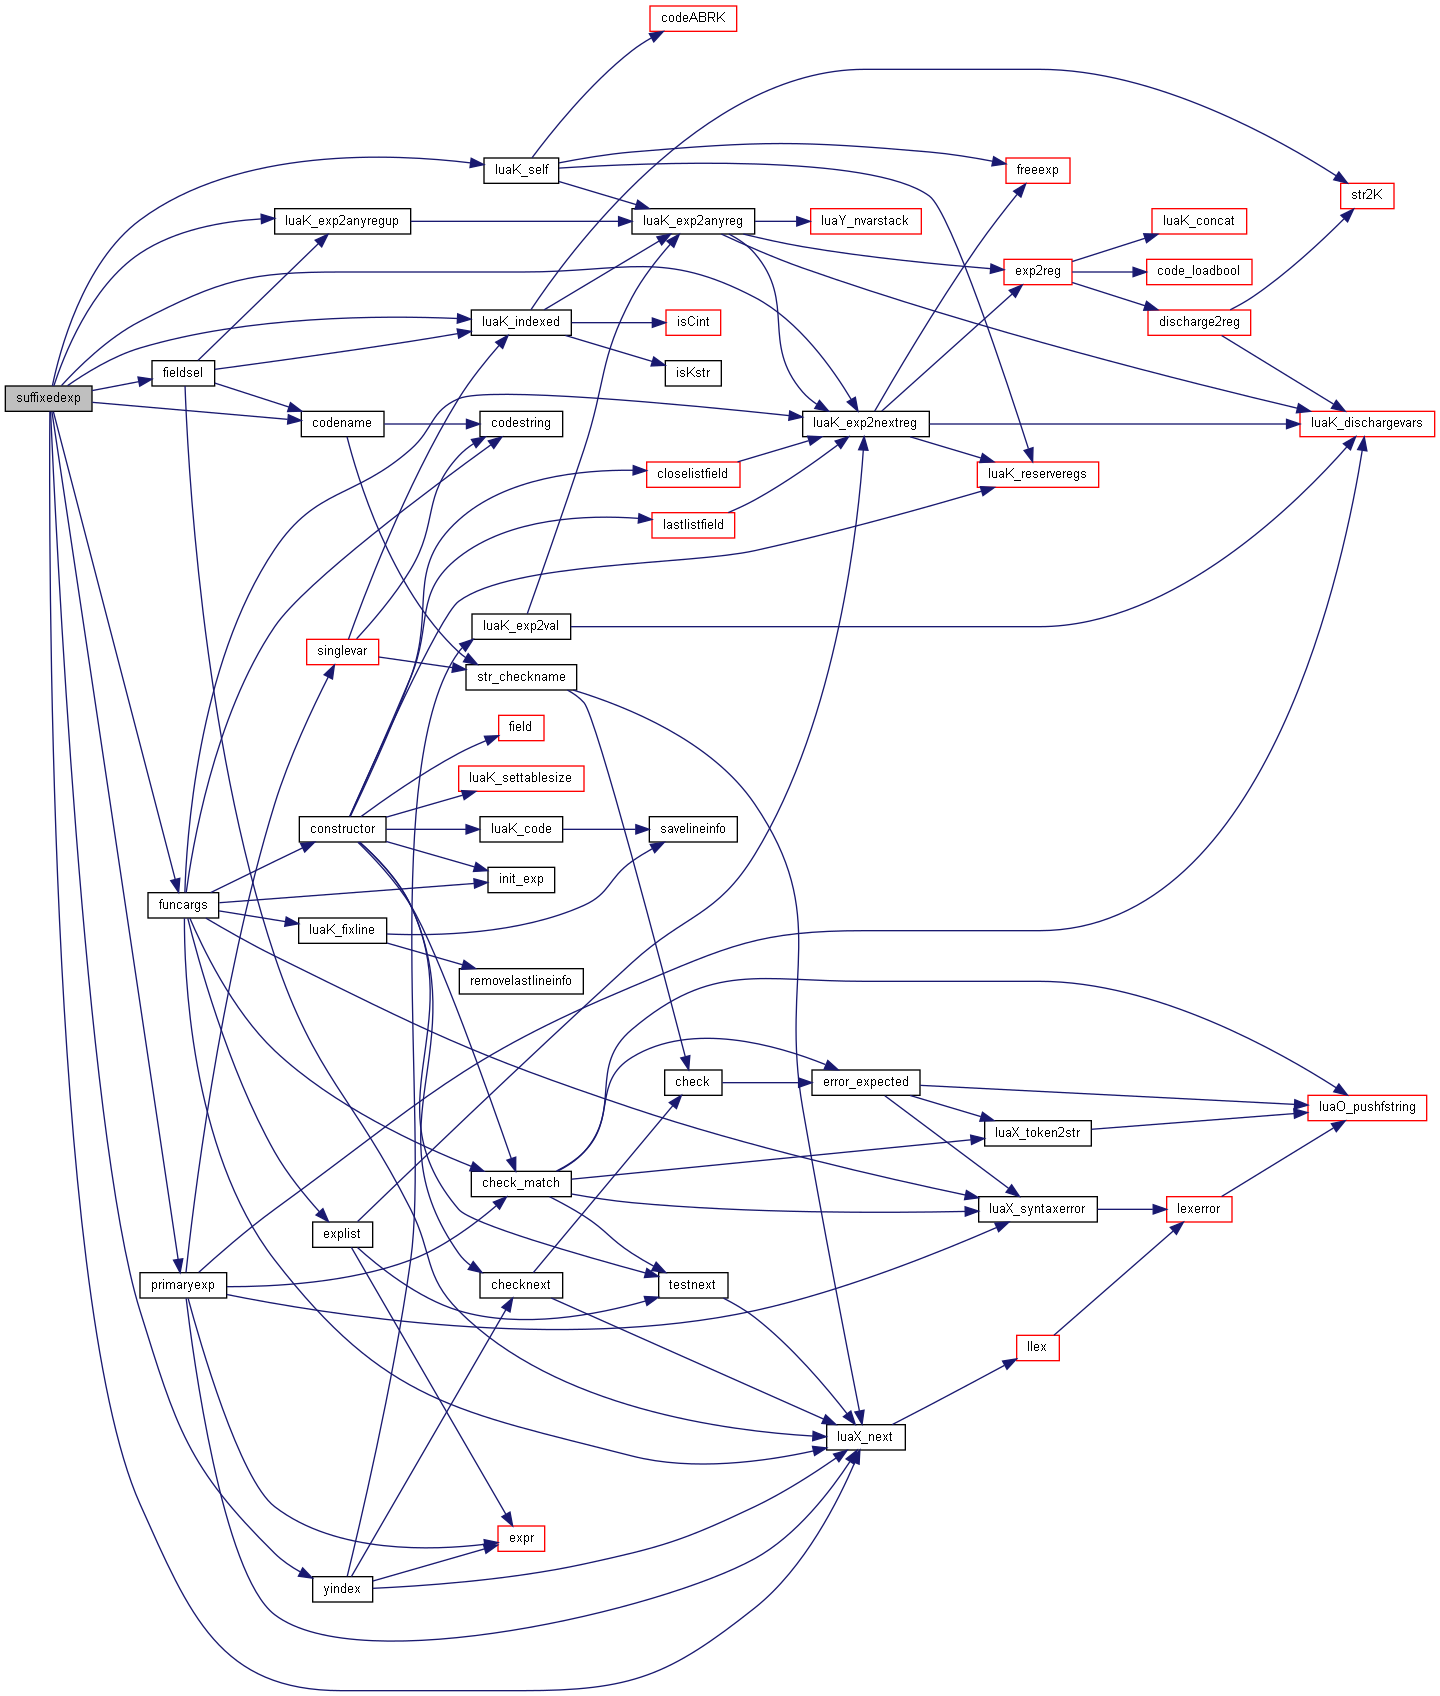 codeABRK
luaK_self
freeexp
str2K
luaK_exp2anyregup
luaK_exp2anyreg
luaY_nvarstack
luaK_concat
exp2reg
code_loadbool
luaK_indexed
isCint
discharge2reg
fieldsel
isKstr
suffixedexp
codename
codestring
luaK_exp2nextreg
luaK_dischargevars
closelistfield
luaK_reserveregs
lastlistfield
luaK_exp2val
singlevar
str_checkname
field
luaK_settablesize
constructor
luaK_code
savelineinfo
init_exp
funcargs
luaK_fixline
removelastlineinfo
check
error_expected
luaO_pushfstring
luaX_token2str
check_match
luaX_syntaxerror
lexerror
explist
primaryexp
checknext
testnext
llex
luaX_next
expr
yindex